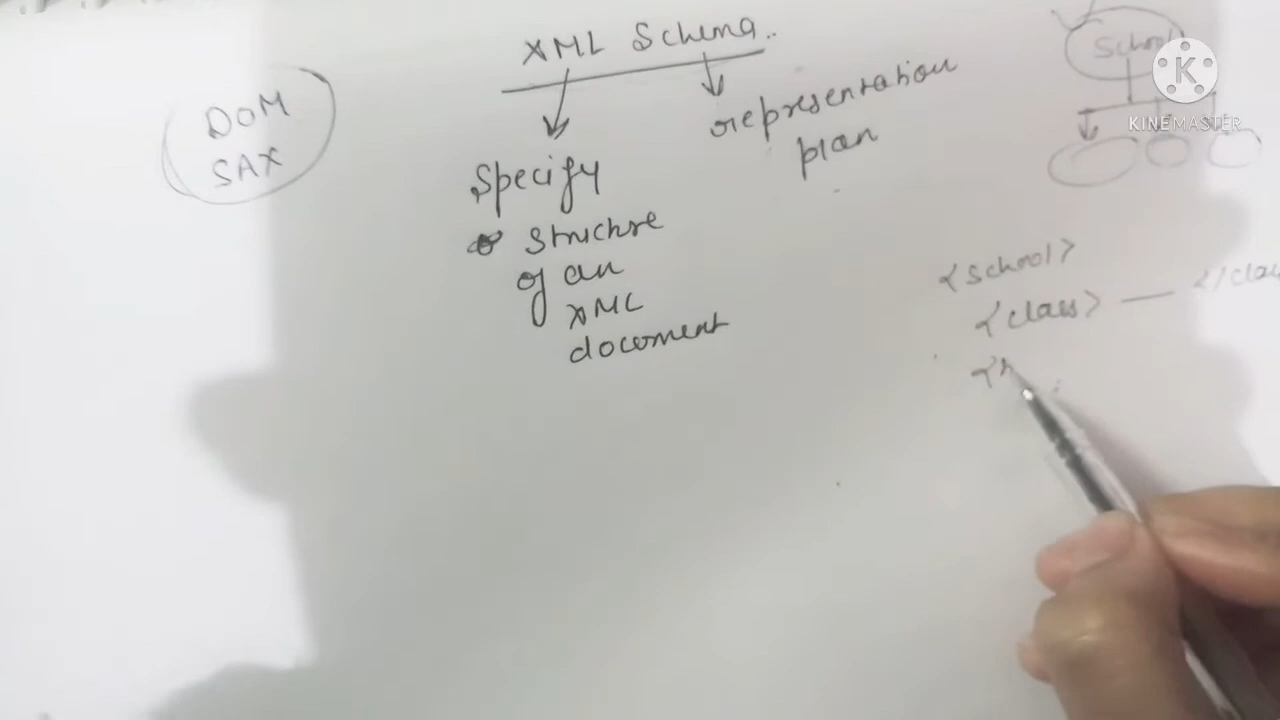 XML Schema..
DOM
SAX
Specify
structure
of an
XML
document
representation
plan
School
KINEMASTER
<school>
<class> — </clas
<